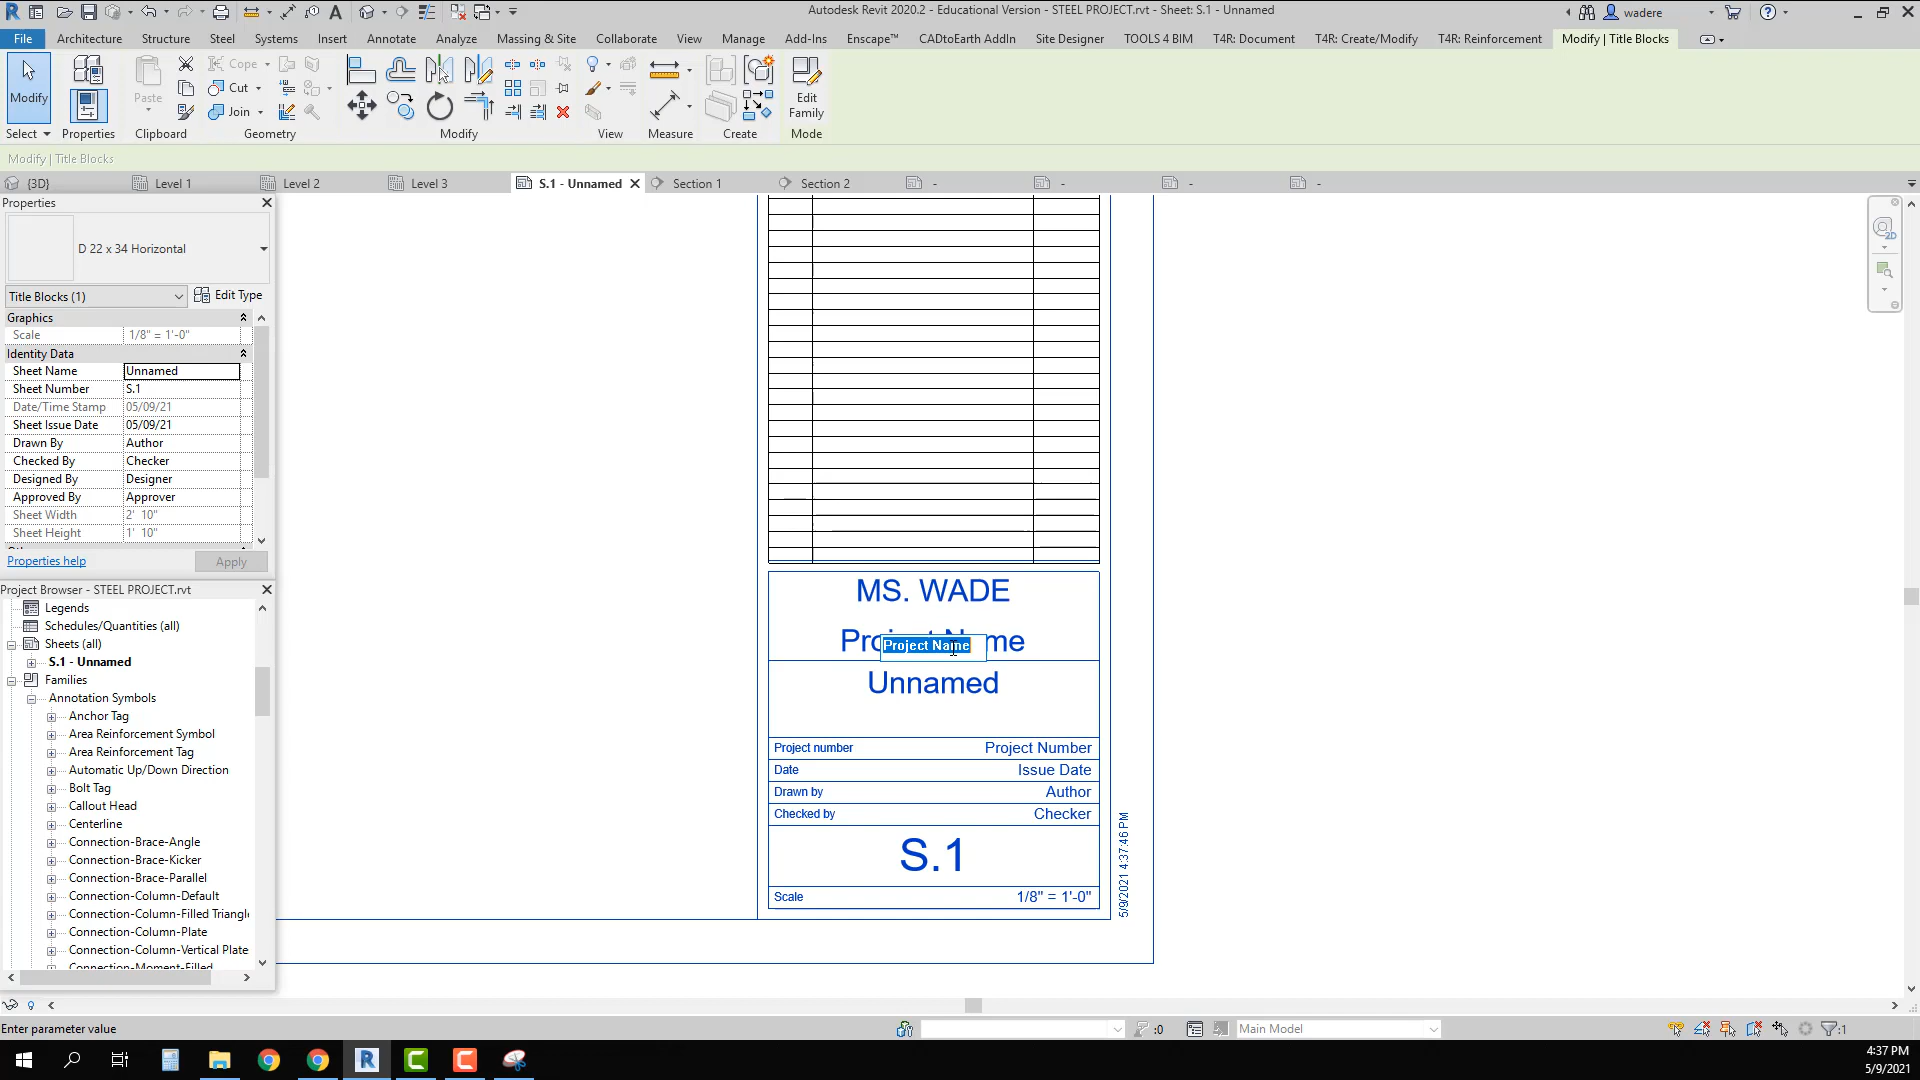 Autodesk Revit 2020.2 - Educational Version - STEEL PROJECT.rvt - Sheet: S.1 - Unnamed
wadere
File
Architecture
Structure
Steel
Systems
Insert
Annotate
Analyze
Massing & Site
Collaborate
View
Manage
Add-Ins
Enscape™
CADtoEarth AddIn
Site Designer
TOOLS 4 BIM
T4R: Document
T4R: Create/Modify
T4R: Reinforcement
Modify | Title Blocks
Modify
Paste
Cope
Cut
Join
Edit
Family
Select
Properties
Clipboard
Geometry
Modify
View
Measure
Create
Mode
Modify | Title Blocks
{3D}
Level 1
Level 2
Level 3
S.1 - Unnamed
Section 1
Section 2
-
-
-
-
Properties
D 22 x 34 Horizontal
Title Blocks (1)
Edit Type
Graphics
Scale 1/8" = 1'-0"
Identity Data
Sheet Name Unnamed
Sheet Number S.1
Date/Time Stamp 05/09/21
Sheet Issue Date 05/09/21
Drawn By Author
Checked By Checker
Designed By Designer
Approved By Approver
Sheet Width 2' 10"
Sheet Height 1' 10"
Properties help
Apply
Project Browser - STEEL PROJECT.rvt
Legends
Schedules/Quantities (all)
Sheets (all)
S.1 - Unnamed
Families
Annotation Symbols
Anchor Tag
Area Reinforcement Symbol
Area Reinforcement Tag
Automatic Up/Down Direction
Bolt Tag
Callout Head
Centerline
Connection-Brace-Angle
Connection-Brace-Kicker
Connection-Brace-Parallel
Connection-Column-Default
Connection-Column-Filled Triangl
Connection-Column-Plate
Connection-Column-Vertical Plate
Connection-Moment-Filled
MS. WADE
Project Name
Project Name
Unnamed
Project number Project Number
Date Issue Date
Drawn by Author
Checked by Checker
S.1
Scale 1/8" = 1'-0"
5/9/2021 4:37:46 PM
Enter parameter value
:0
Main Model
:1
4:37 PM
5/9/2021